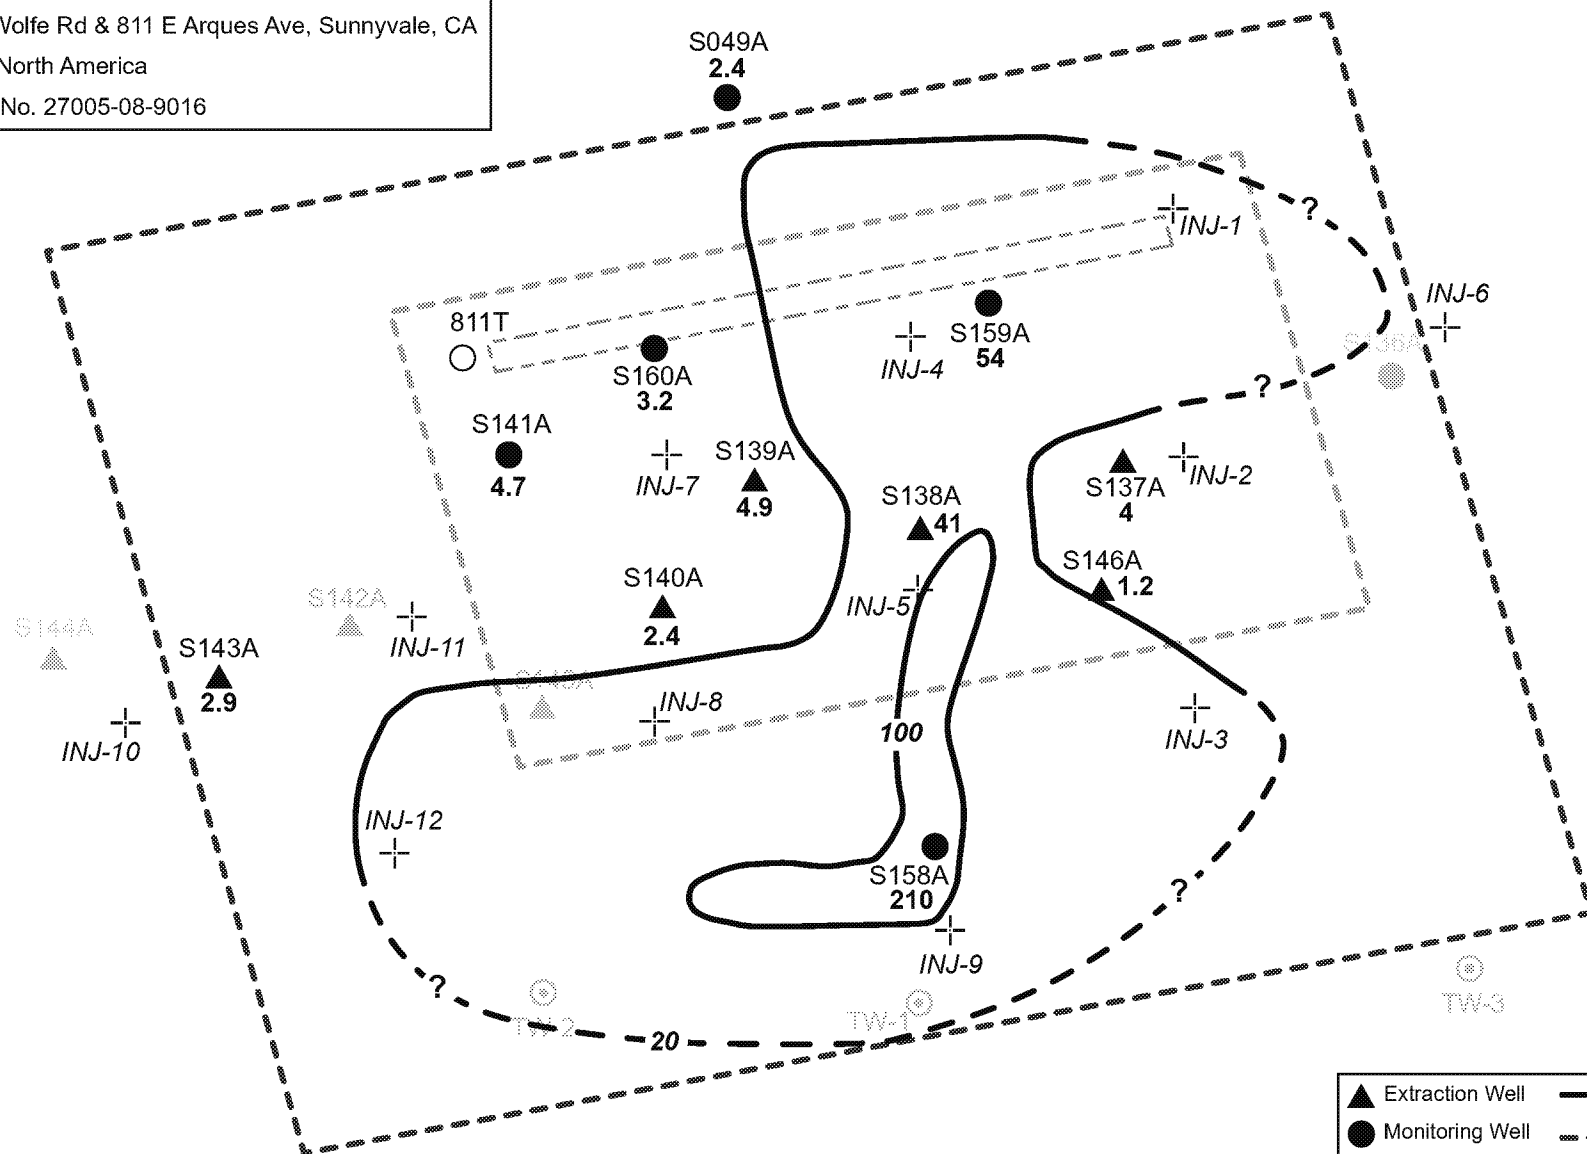 Wolfe Rd & 811 E Arques Ave, Sunnyvale, CA
North America
No. 27005-08-9016
S049A
2.4
?
INJ-1
INJ-6
811T
S159A
54
INJ-4
S160A
3.2
?
S141A
4.7
S139A
4.9
INJ-7
S137A
4
INJ-2
S138A
41
S146A
1.2
S140A
2.4
INJ-5
S142A
INJ-11
S144A
S143A
2.9
INJ-8
INJ-10
100
INJ-3
INJ-12
S158A
210
?
INJ-9
?
TW-2
TW-1
TW-3
20
Extraction Well
Monitoring Well